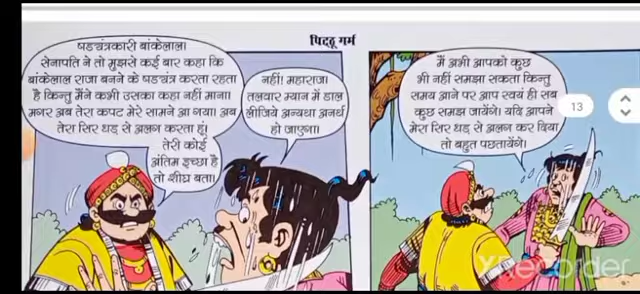 पिट्ठू गर्म
षडयंत्रकारी बांकेलाल।
सेनापति ने तो मुझसे कई बार कहा कि
बांकेलाल राजा बनने के षडयंत्र करता रहता
है किन्तु मैंने कभी उसका कहा नहीं माना।
मगर अब तेरा कपट मेरे सामने आ गया। अब
तेरा सिर धड़ से अलग करता हूं।
तेरी कोई
अंतिम इच्छा है
तो शीघ्र बता।
नहीं! महाराज।
तलवार म्यान में डाल
लीजिये अन्यथा अनर्थ
हो जाएगा।
मैं अभी आपको कुछ
भी नहीं समझा सकता किन्तु
समय आने पर आप स्वयं ही सब
कुछ समझ जायेंगे। यदि आपने
मेरा सिर धड़ से अलग कर दिया
तो बहुत पछतायेंगे।
13
XRecorder